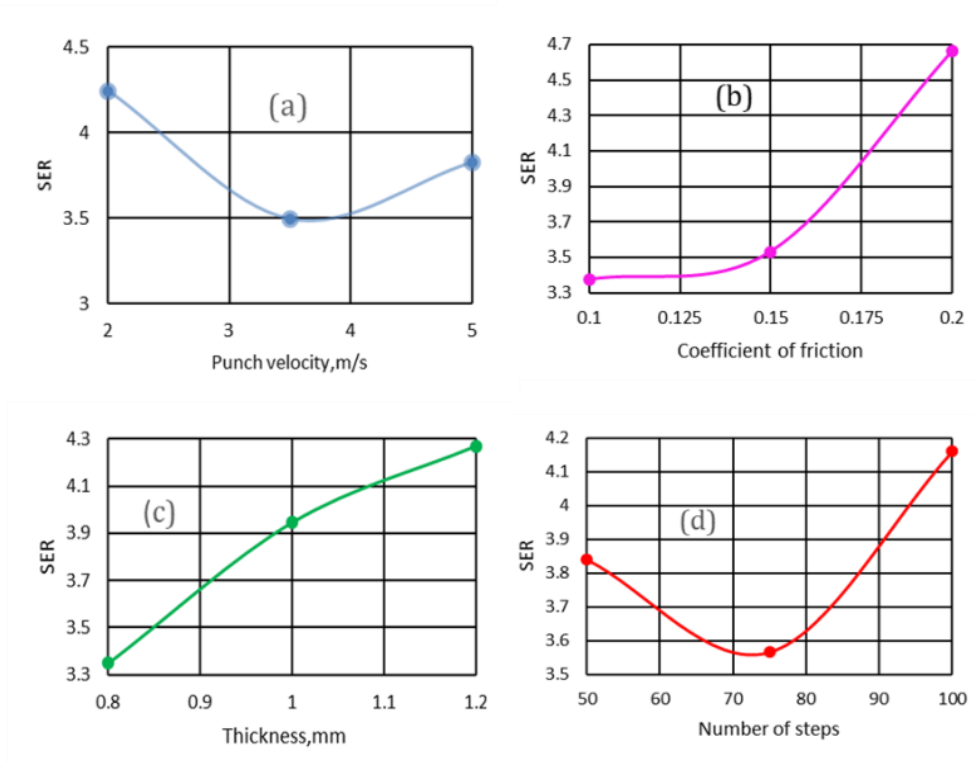 4.5
4
3.5
3
SER
(a)
2 3 4 5
Punch velocity,m/s
4.7
4.5
4.3
4.1
3.9
3.7
3.5
3.3
SER
(b)
0.1 0.125 0.15 0.175 0.2
Coefficient of friction
4.3
4.1
3.9
3.7
3.5
3.3
SER
(c)
0.8 0.9 1 1.1 1.2
Thickness,mm
4.2
4.1
4
3.9
3.8
3.7
3.6
3.5
SER
(d)
50 60 70 80 90 100
Number of steps